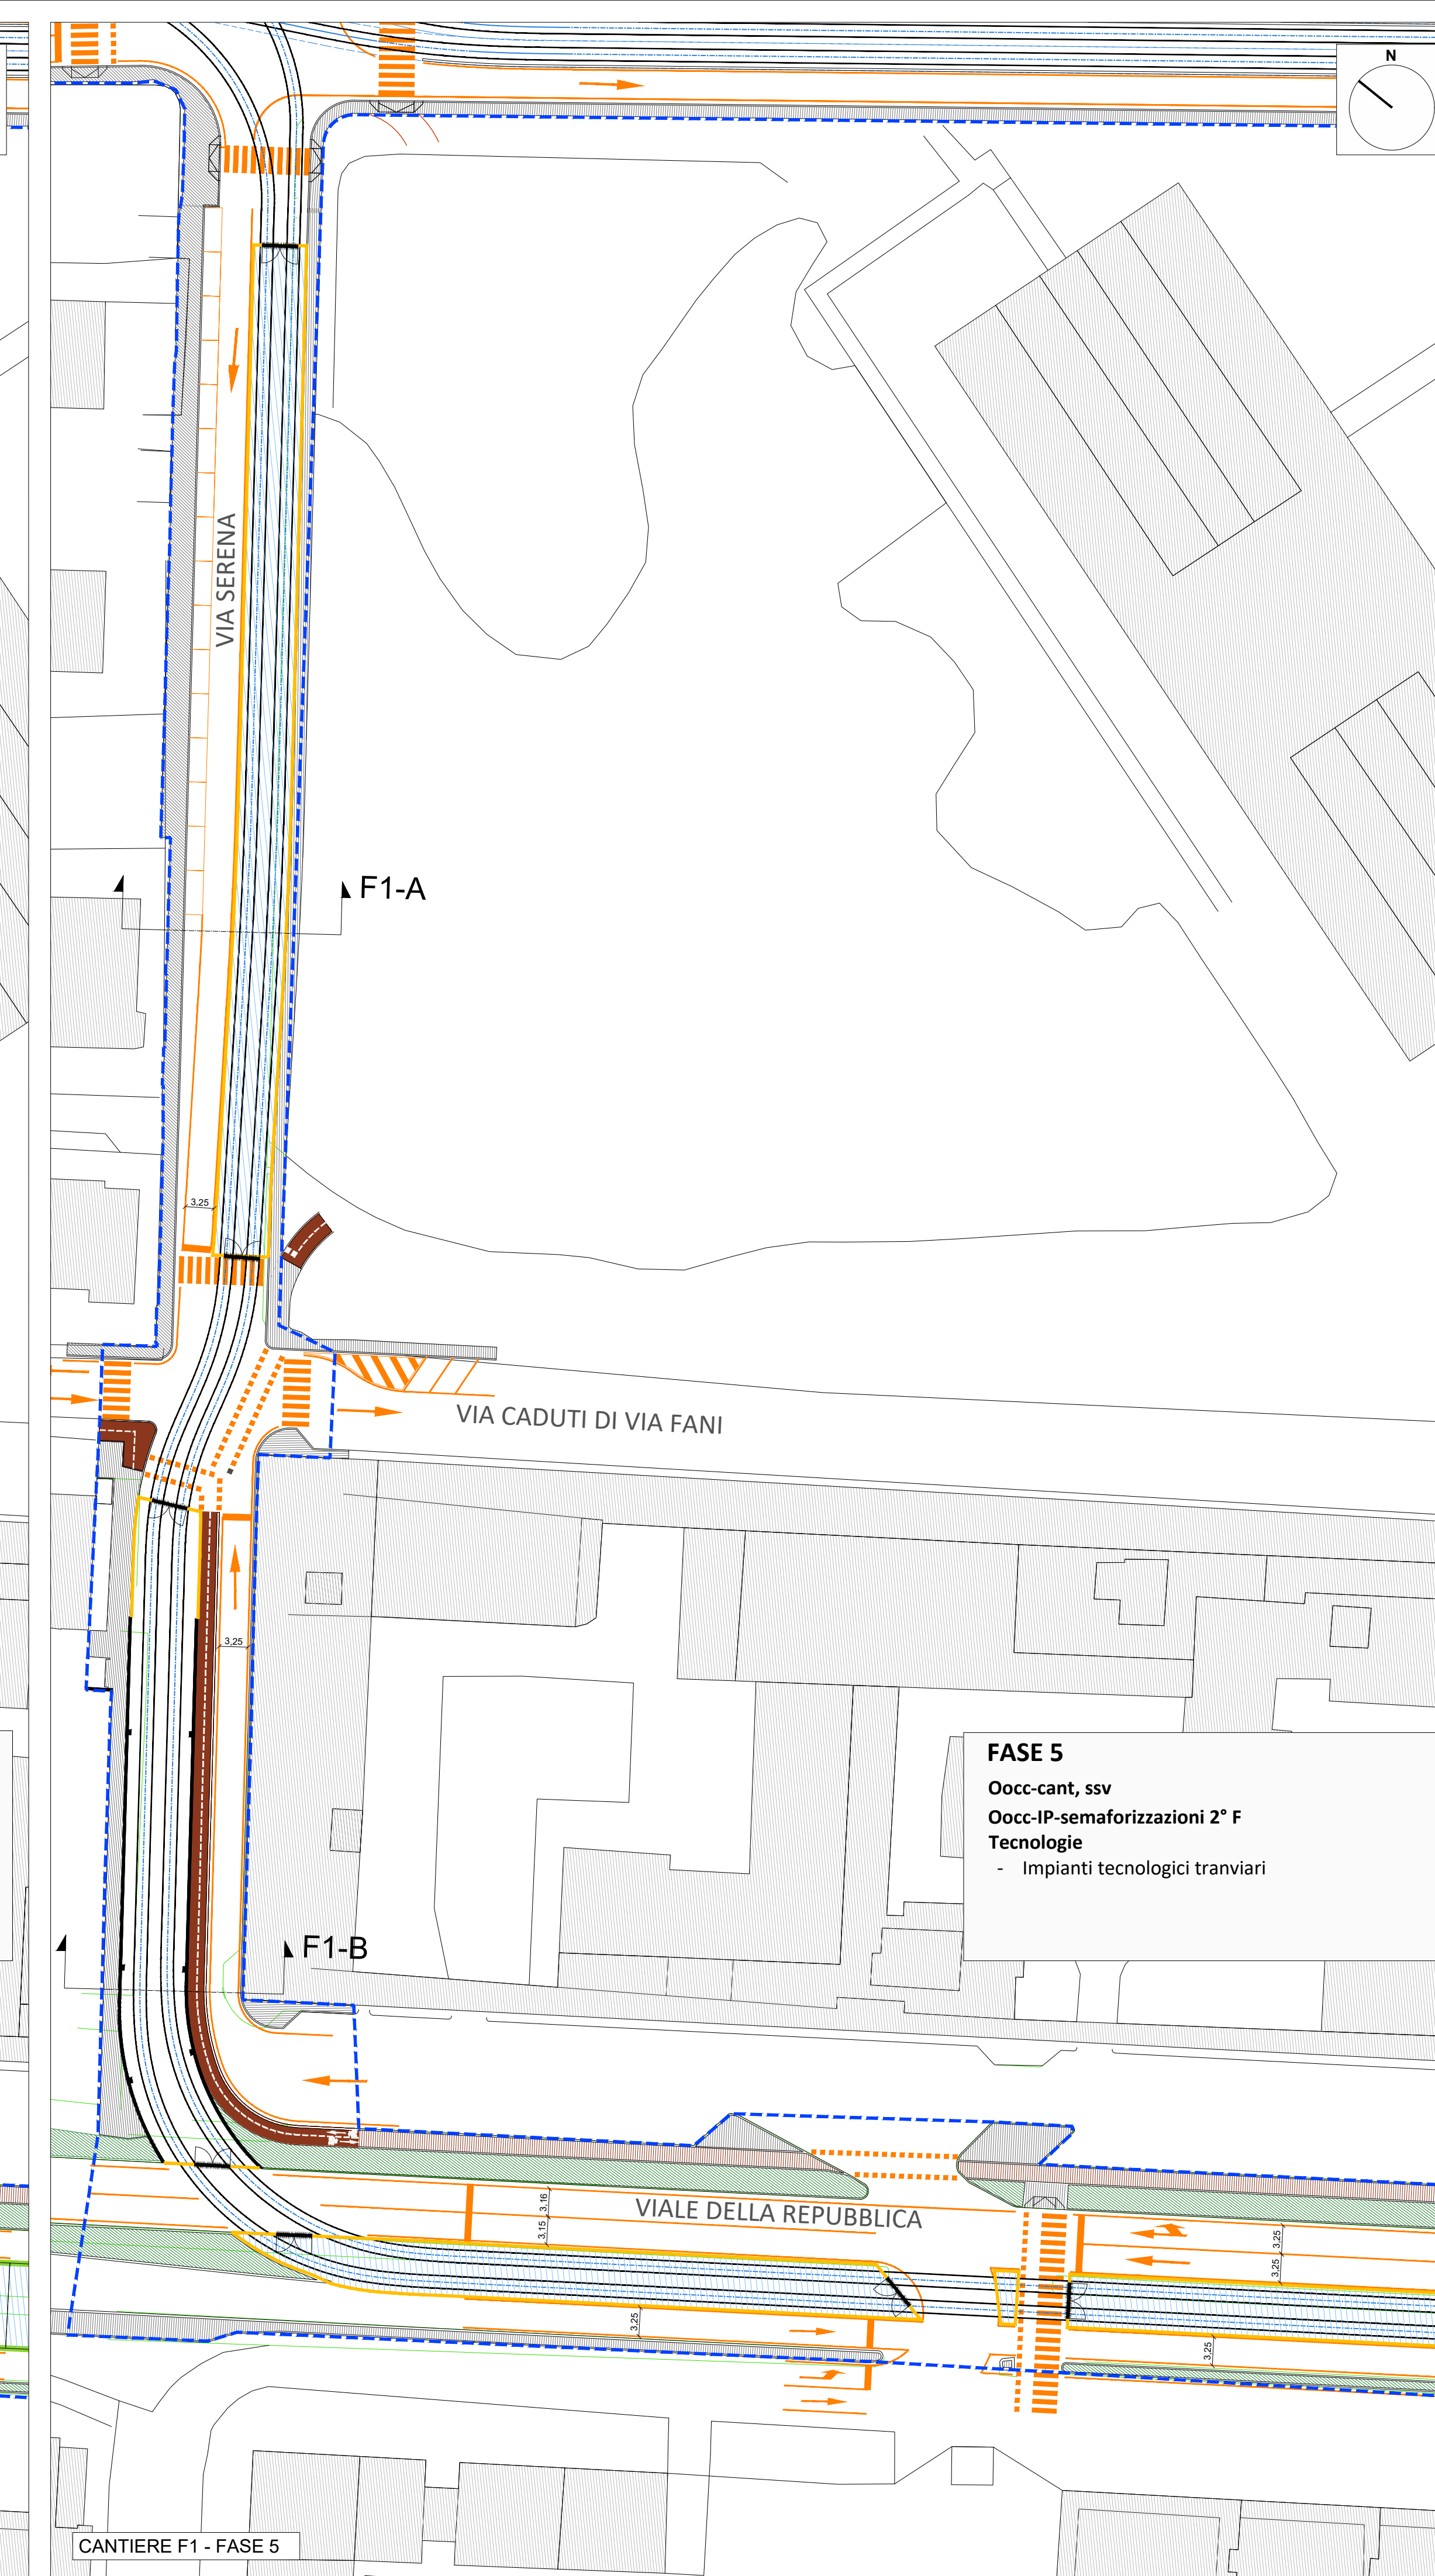 N
VIA SERENA
F1-A
3,25
VIA CADUTI DI VIA FANI
3,25
FASE 5
Oocc-cant, ssv
Oocc-IP-semaforizzazioni 2° F
Tecnologie
- Impianti tecnologici tranviari
F1-B
3,16
3,15
VIALE DELLA REPUBBLICA
3,25
3,25
3,25
3,25
CANTIERE F1 - FASE 5